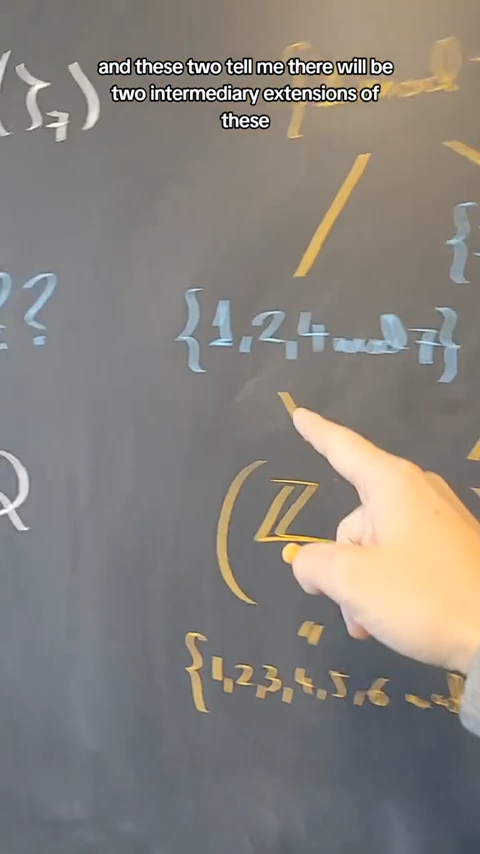 and these two tell me there will be
two intermediary extensions of
these
(ζ₇)
??
{1,2,4 mod 7}
Q
(ℤ
"
{1,2,3,4,5,6 mod